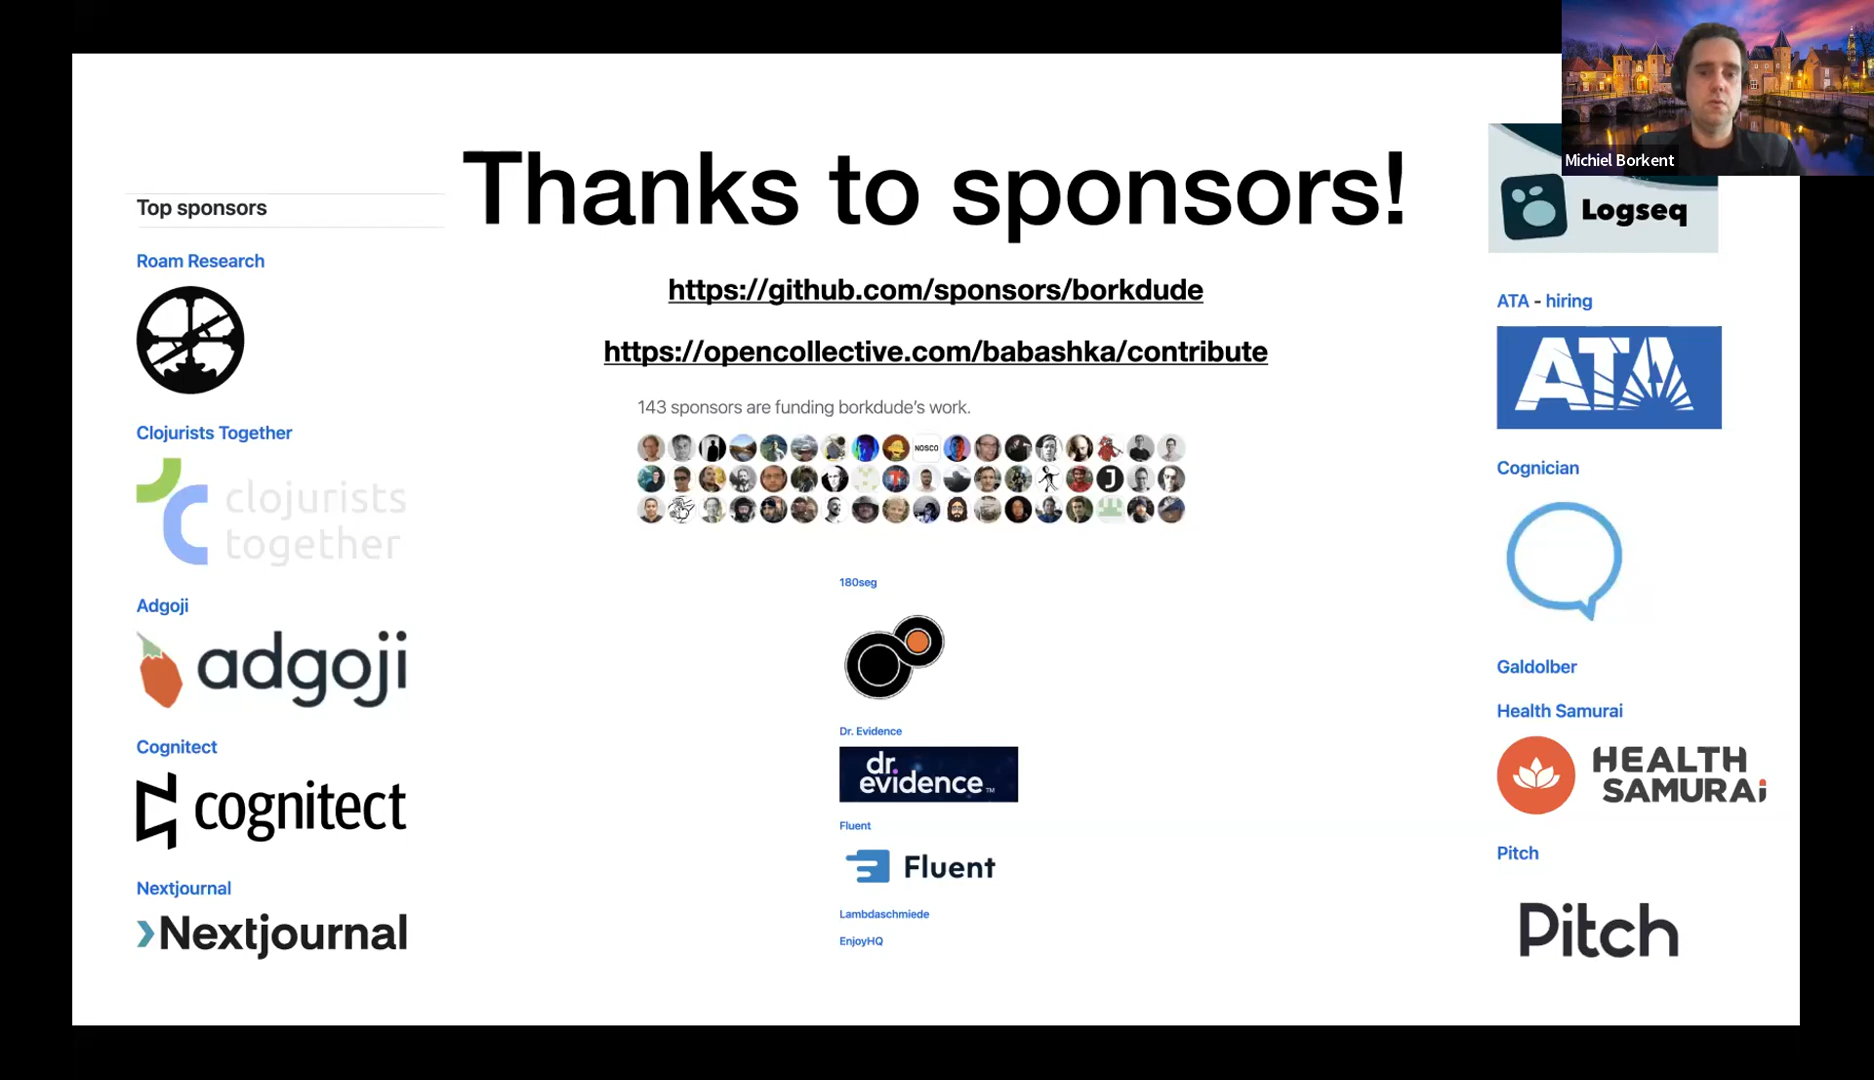 Michiel Borkent
Thanks to sponsors!
https://github.com/sponsors/borkdude
https://opencollective.com/babashka/contribute
143 sponsors are funding borkdude's work.
NOSCO
J
Top sponsors
Roam Research
Clojurists Together
clojurists
together
Adgoji
adgoji
Cognitect
cognitect
Nextjournal
Nextjournal
180seg
Dr. Evidence
dr.
evidence™
Fluent
Fluent
Lambdaschmiede
EnjoyHQ
Logseq
ATA - hiring
ATA
Cognician
Galdolber
Health Samurai
HEALTH
SAMURAi
Pitch
Pitch